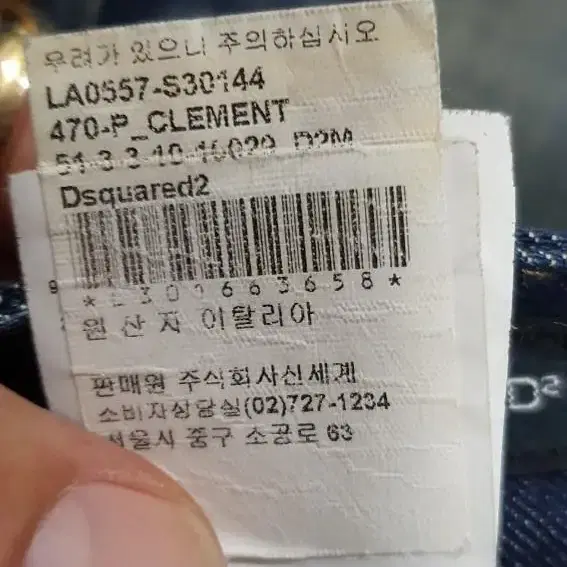 우려가 있으니 주의하십시오
LA0557-S30144
470-P_CLEMENT
Dsquared2
원산지 이탈리아
판매원 주식회사신세계
소비자상담실(02)727-1234
서울시 중구 소공로 63
D²